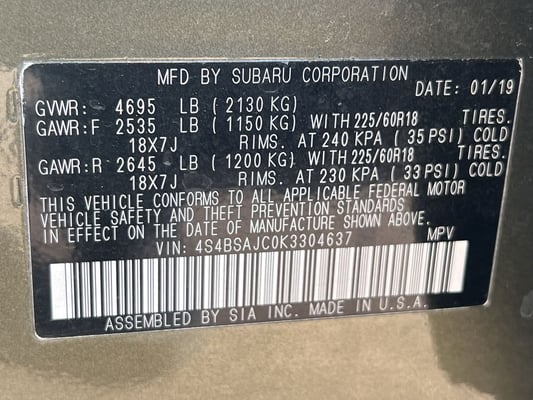 MFD BY SUBARU CORPORATION
DATE: 01/19
GVWR: 4695 LB (2130 KG)
GAWR:F 2535 LB (1150 KG) WITH 225/60R18 TIRES.
18X7J RIMS. AT 240 KPA (35 PSI) COLD
GAWR:R 2645 LB (1200 KG) WITH 225/60R18 TIRES.
18X7J RIMS. AT 230 KPA (33 PSI) COLD
THIS VEHICLE CONFORMS TO ALL APPLICABLE FEDERAL MOTOR
VEHICLE SAFETY AND THEFT PREVENTION STANDARDS
IN EFFECT ON THE DATE OF MANUFACTURE SHOWN ABOVE.
VIN: 4S4BSAJC0K3304637 MPV
ASSEMBLED BY SIA INC. MADE IN U.S.A.